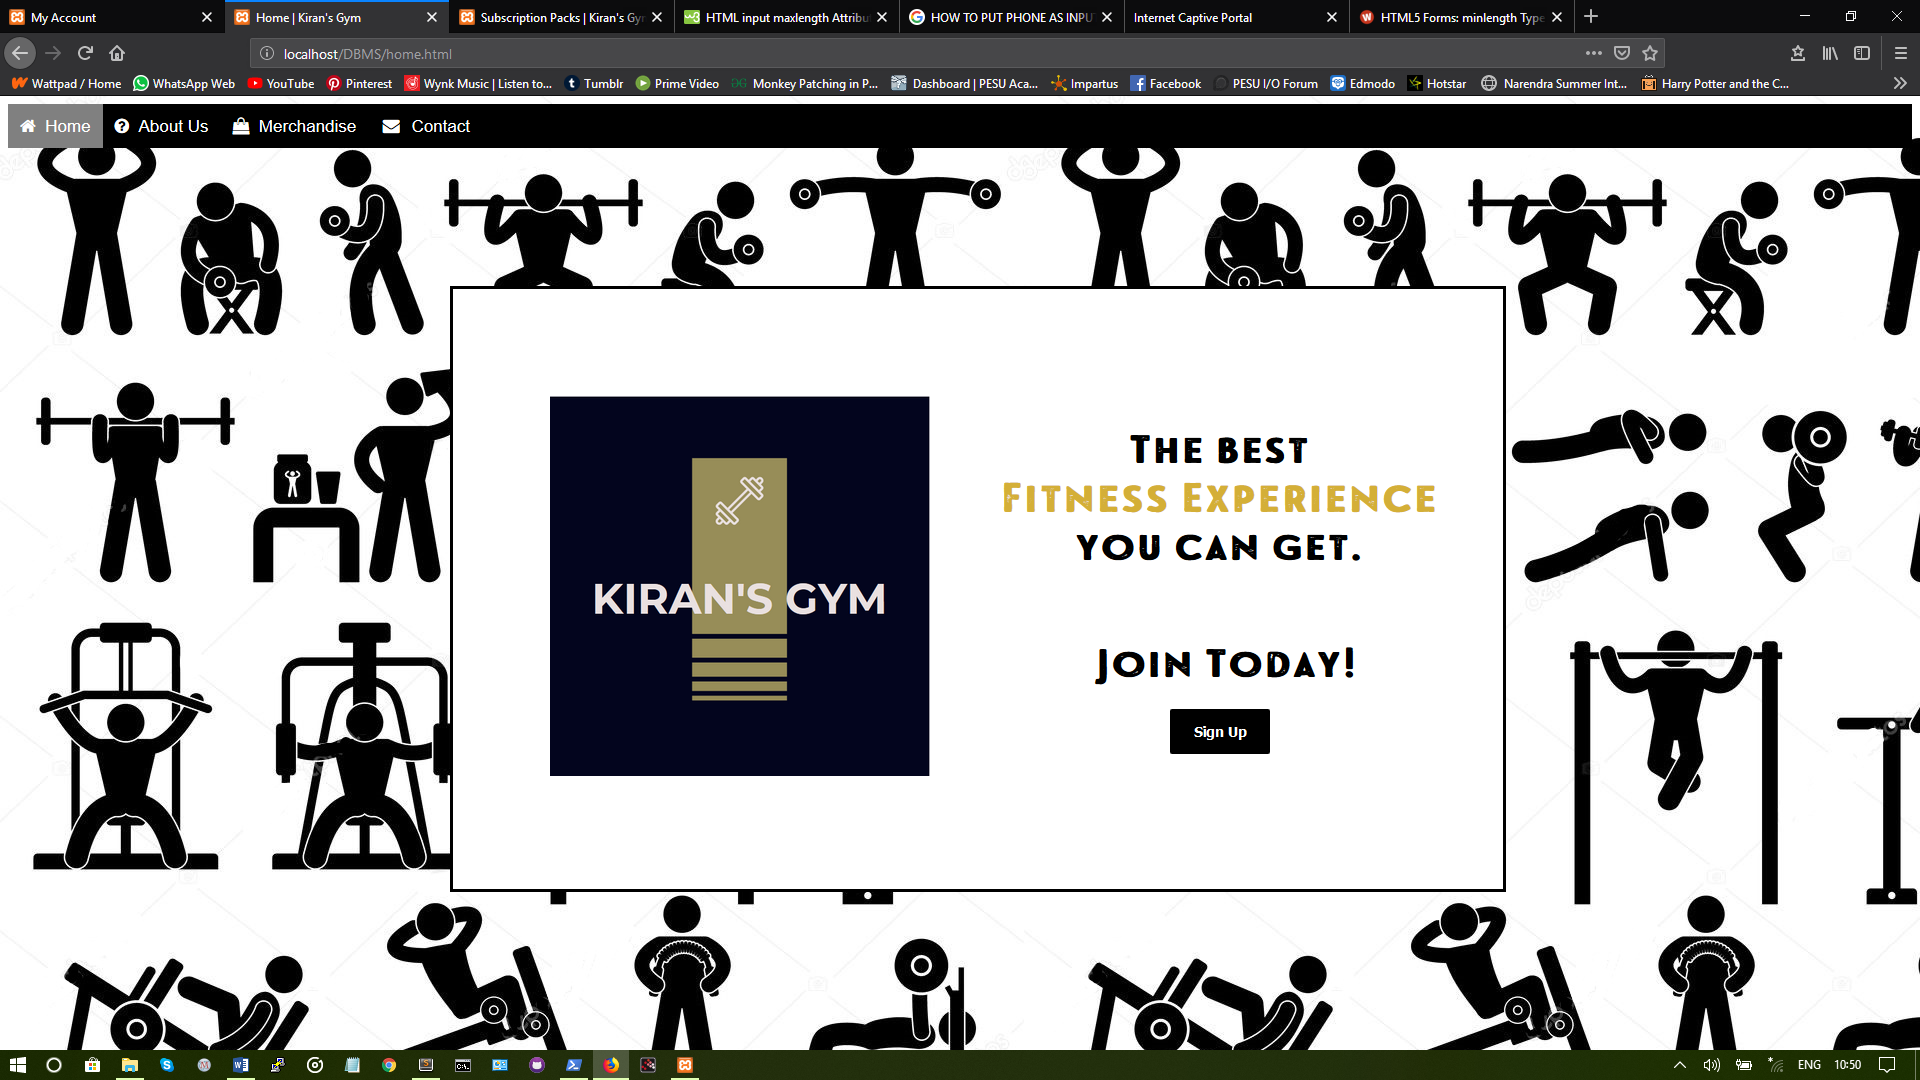 My Account
Home | Kiran's Gym
Subscription Packs | Kiran's Gy
HTML input maxlength Attribu
HOW TO PUT PHONE AS INPU
Internet Captive Portal
HTML5 Forms: minlength Type
localhost/DBMS/home.html
Wattpad / Home
WhatsApp Web
YouTube
Pinterest
Wynk Music | Listen to...
Tumblr
Prime Video
Monkey Patching in P...
Dashboard | PESU Aca...
Impartus
Facebook
PESU I/O Forum
Edmodo
Hotstar
Narendra Summer Int...
Harry Potter and the C...
Home
About Us
Merchandise
Contact
KIRAN'S GYM
The best
Fitness Experience
you can get.
Join Today!
Sign Up
ENG
10:50